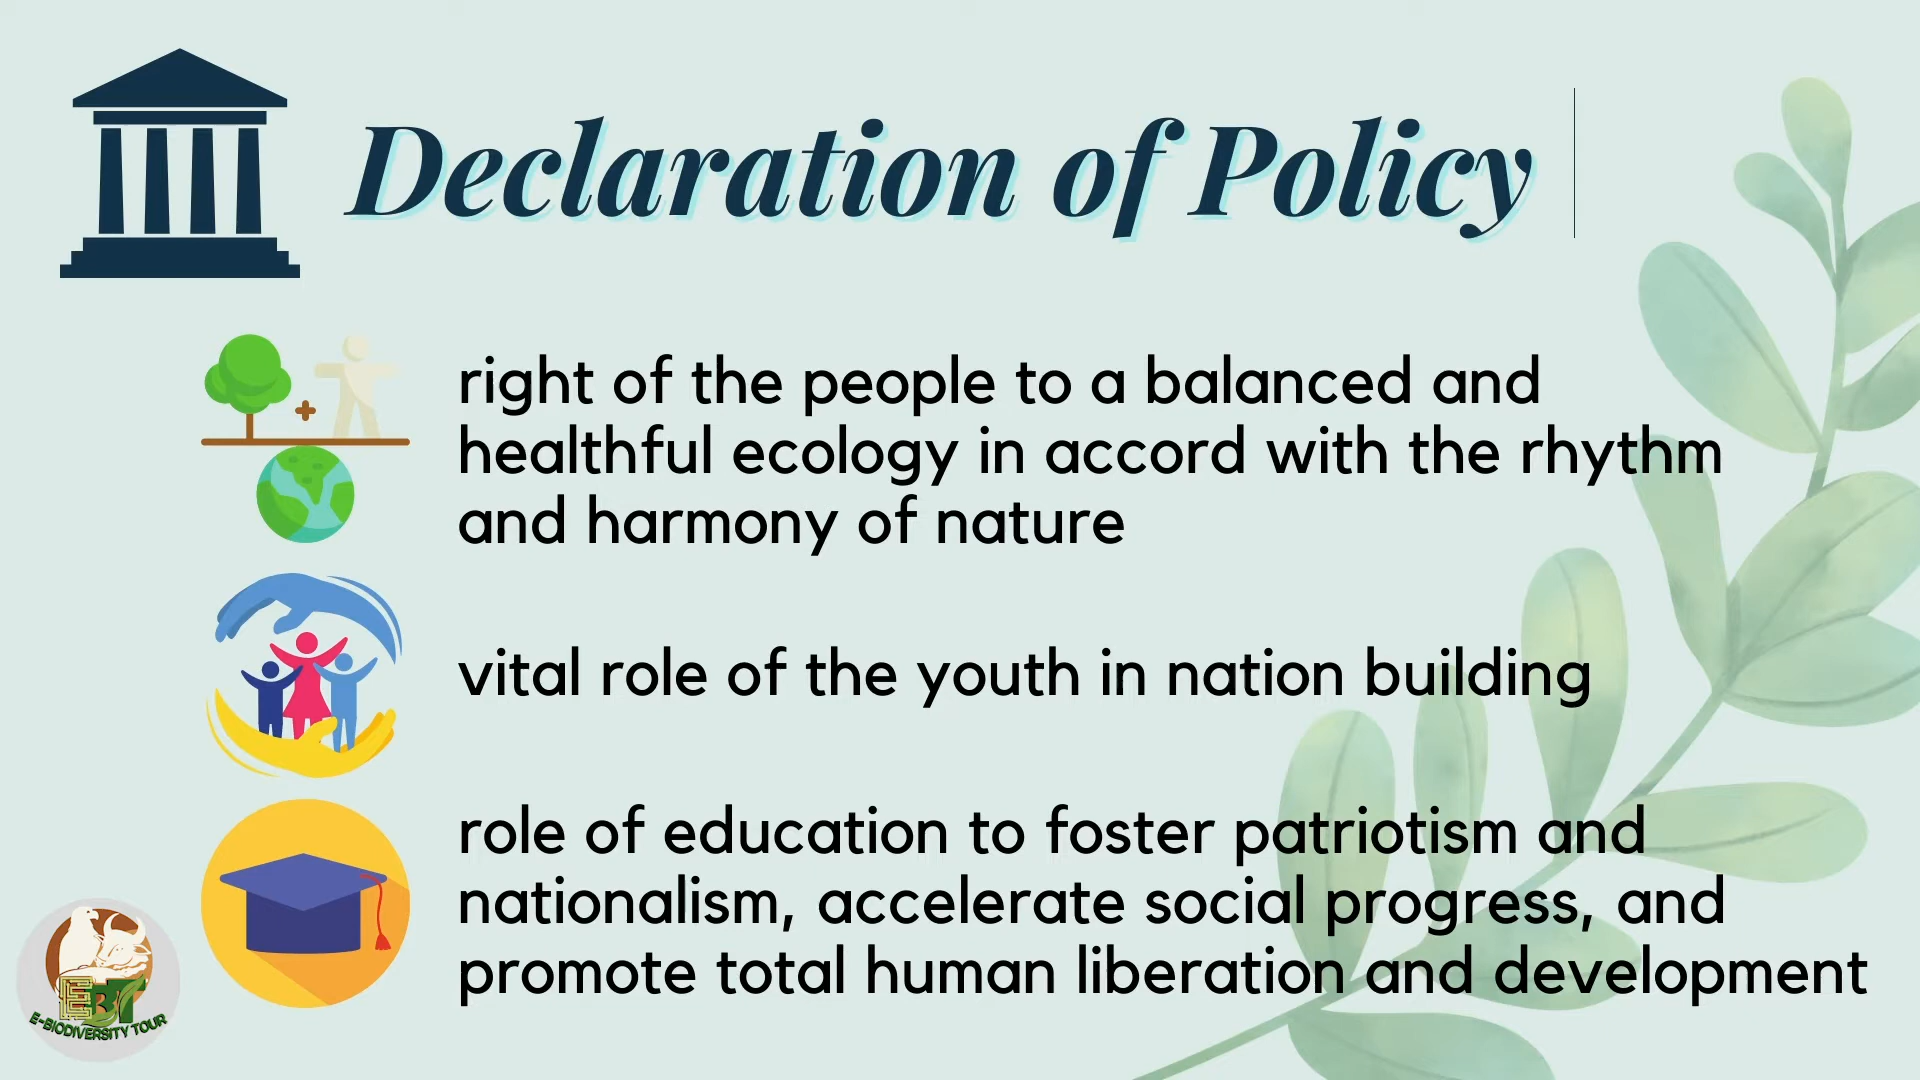 Declaration of Policy
right of the people to a balanced and
healthful ecology in accord with the rhythm
and harmony of nature
vital role of the youth in nation building
role of education to foster patriotism and
nationalism, accelerate social progress, and
promote total human liberation and development
EBT
E-BIODIVERSITY TOUR